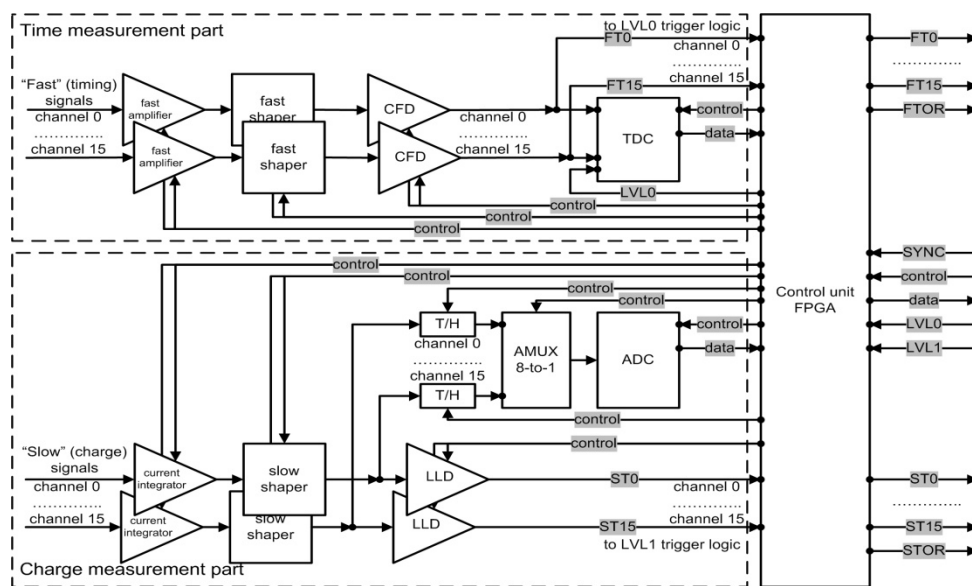 Time measurement part
to LVL0 trigger logic
FT0
channel 0
....................
FT15
channel 15
"Fast" (timing)
signals
channel 0
....................
channel 15
fast
amplifier
fast
amplifier
fast
shaper
fast
shaper
CFD
CFD
channel 0
....................
channel 15
TDC
control
data
LVL0
control
control
control
Control unit
FPGA
FT0
....................
FT15
FTOR
SYNC
control
data
LVL0
LVL1
ST0
....................
ST15
STOR
control
control
control
control
T/H
channel 0
....................
channel 15
T/H
AMUX
8-to-1
ADC
control
data
control
control
"Slow" (charge)
signals
channel 0
....................
channel 15
current
integrator
current
integrator
slow
shaper
slow
shaper
LLD
LLD
ST0
channel 0
....................
ST15
channel 15
to LVL1 trigger logic
Charge measurement part